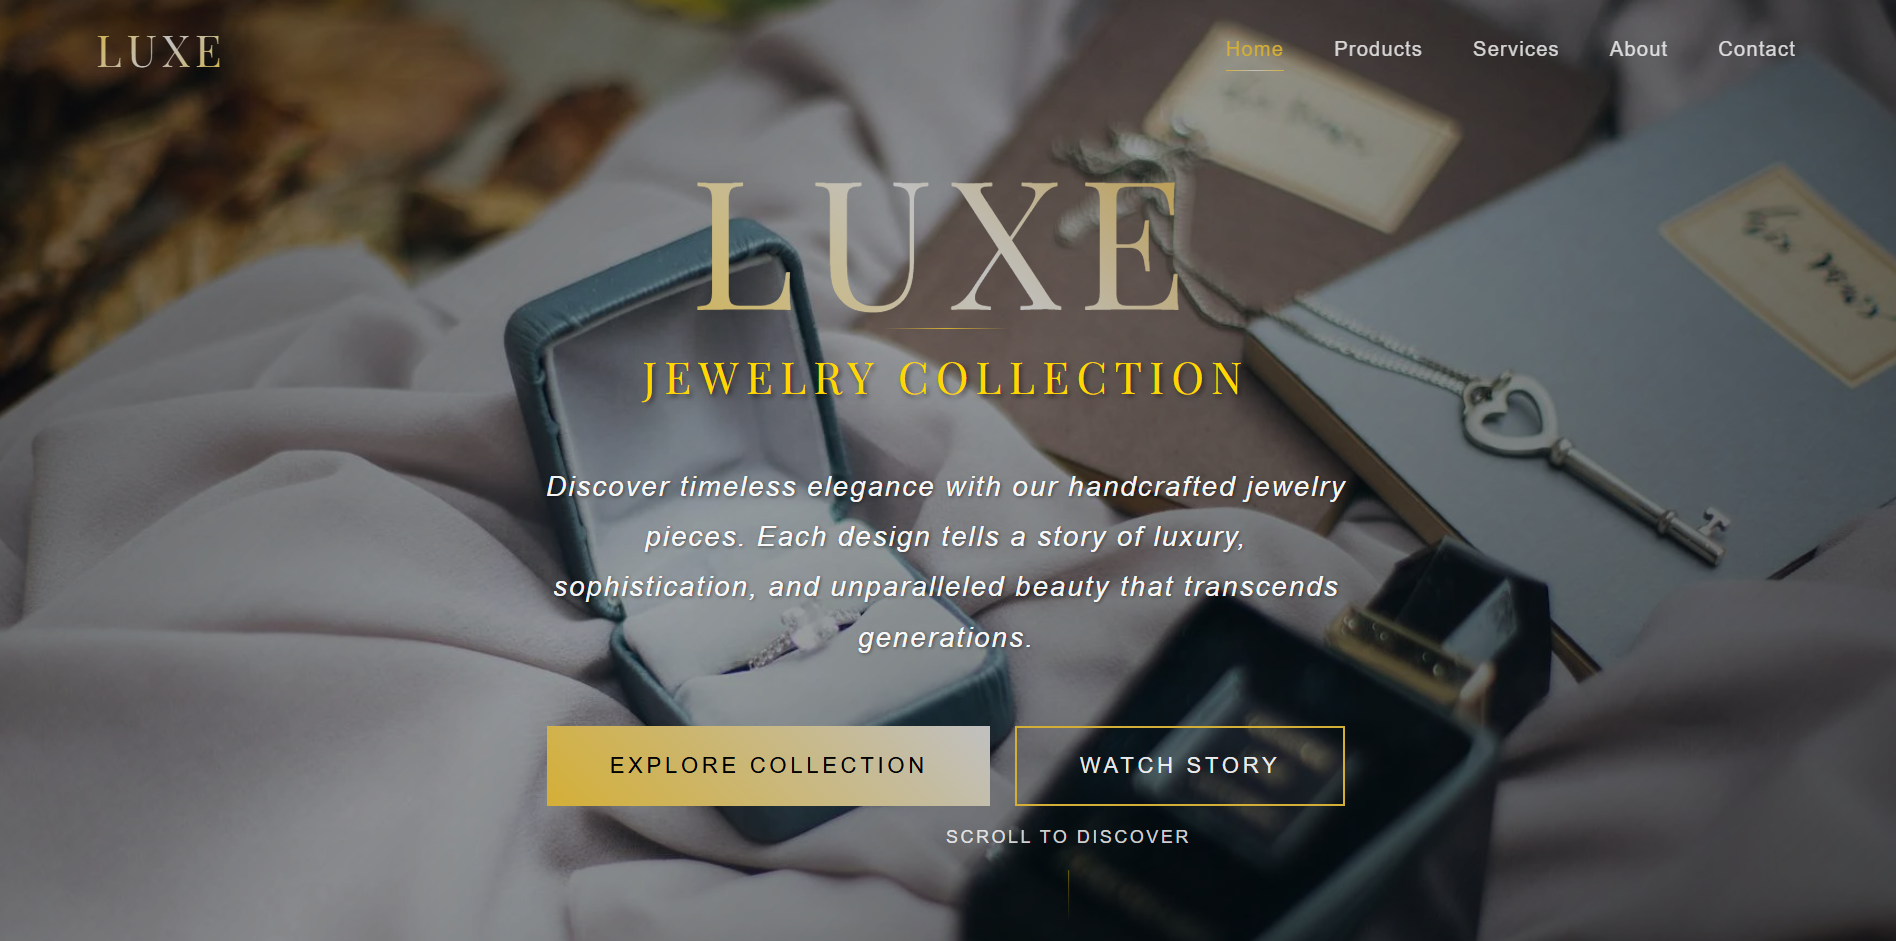 LUXE
Home Products Services About Contact
LUXE
JEWELRY COLLECTION
Discover timeless elegance with our handcrafted jewelry
pieces. Each design tells a story of luxury,
sophistication, and unparalleled beauty that transcends
generations.
EXPLORE COLLECTION
WATCH STORY
SCROLL TO DISCOVER